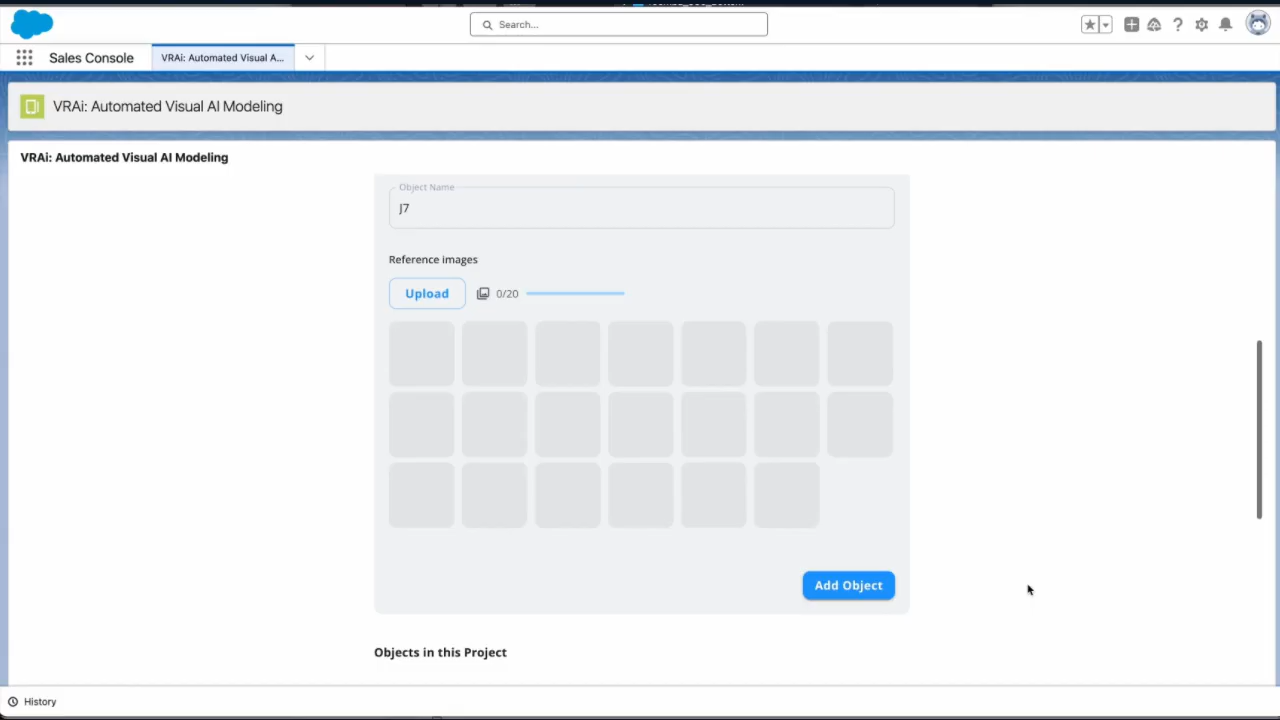 Search...
Sales Console
VRAi: Automated Visual A...
VRAi: Automated Visual AI Modeling
VRAi: Automated Visual AI Modeling
Object Name
J7
Reference images
Upload
0/20
Add Object
Objects in this Project
History